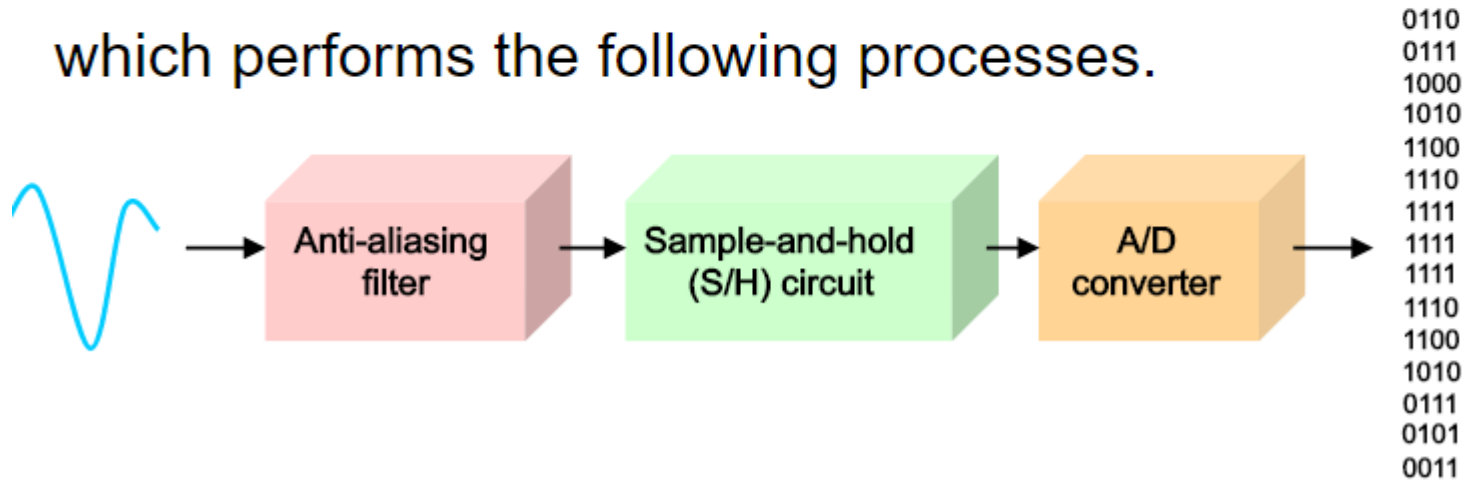 which performs the following processes.
Anti-aliasing
filter
Sample-and-hold
(S/H) circuit
A/D
converter
0110
0111
1000
1010
1100
1110
1111
1111
1111
1110
1100
1010
0111
0101
0011